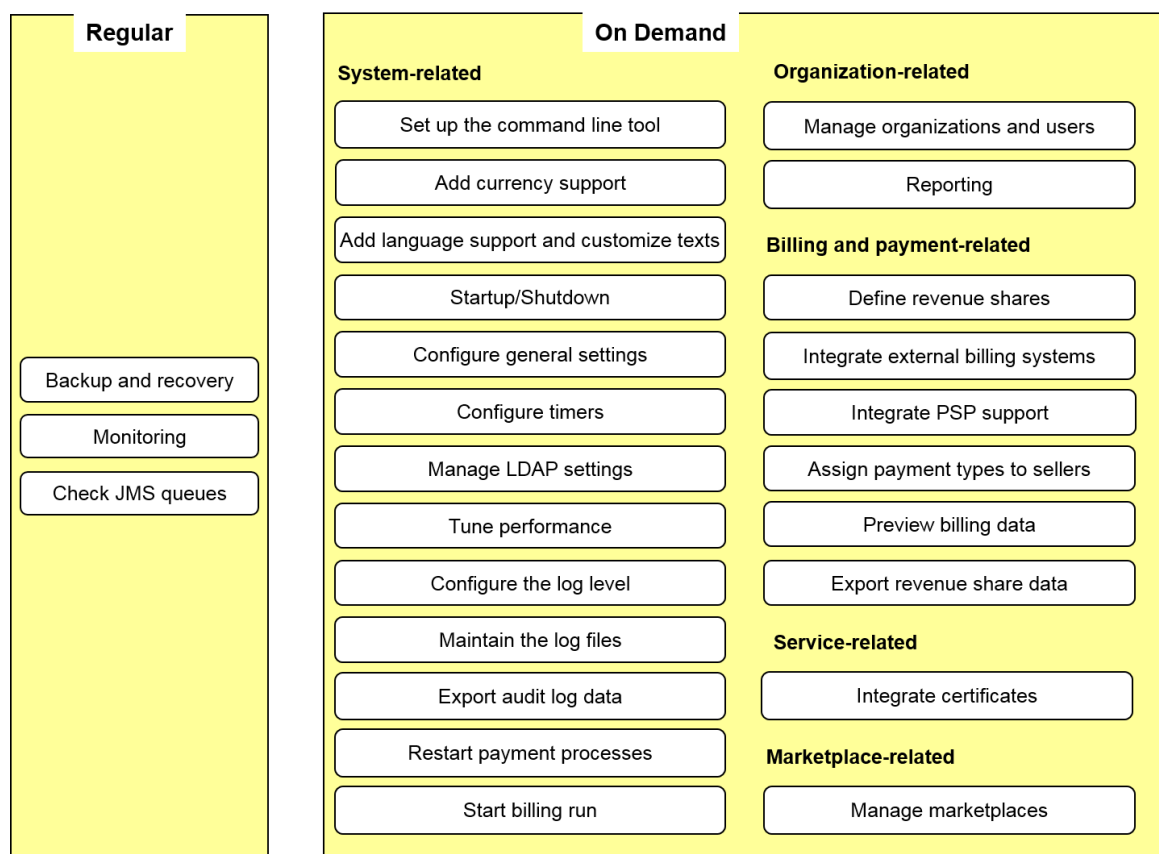 Regular
Backup and recovery
Monitoring
Check JMS queues
On Demand
System-related
Set up the command line tool
Add currency support
Add language support and customize texts
Startup/Shutdown
Configure general settings
Configure timers
Manage LDAP settings
Tune performance
Configure the log level
Maintain the log files
Export audit log data
Restart payment processes
Start billing run
Organization-related
Manage organizations and users
Reporting
Billing and payment-related
Define revenue shares
Integrate external billing systems
Integrate PSP support
Assign payment types to sellers
Preview billing data
Export revenue share data
Service-related
Integrate certificates
Marketplace-related
Manage marketplaces